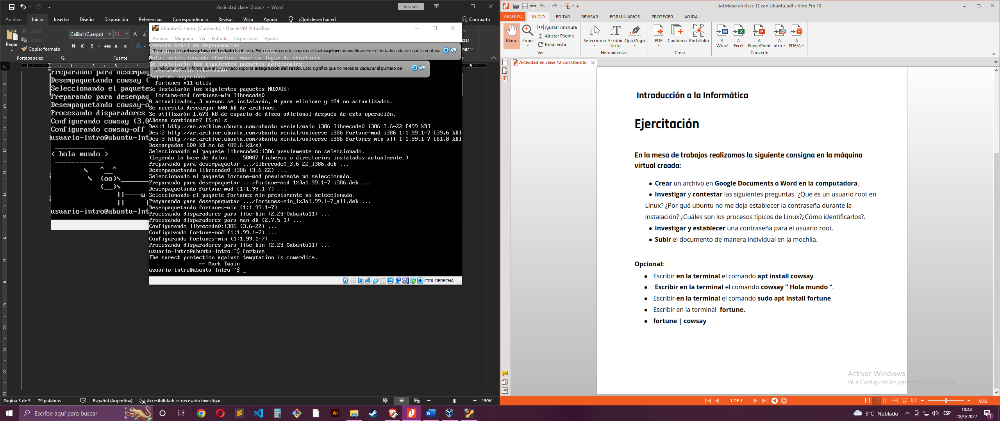 Actividad clase 12.docx - Word
Inic. ses.
Archivo
Inicio
Insertar
Diseño
Disposición
Referencias
Correspondencia
Revisar
Vista
Ayuda
¿Qué desea hacer?
Compartir
Pegar
Cortar
Copiar
Copiar formato
Portapapeles
Calibri (Cuerpo)
11
N K S abc x₂ x²
Fuente
Preparando para desempaq
Desempaquetando cowsay (
Seleccionando el paquete
Preparando para desempaq
Desempaquetando cowsay-o
Procesando disparadores
Configurando cowsay (3.0
Configurando cowsay-off
usuario-intro@ubuntu-Int
< hola mundo >
usuario-intro@ubuntu-Int
Página 3 de 3
79 palabras
Español (Argentina)
Accesibilidad: es necesario investigar
150%
Ubuntu-CLI-intro [Corriendo] - Oracle VM VirtualBox
Archivo Máquina Ver Entrada Dispositivos Ayuda
Creando árbol de dependencias
Tiene la opción autocaptura de teclado habilitada. Esto causará que la máquina virtual capture automáticamente el teclado cada vez que la ventana
Nota, seleccionando «fortune-mod» en lugar de «fortune»
Se instalarán los siguientes paquetes adicionales:
fortunes-min librecode0
La máquina virtual informa que el SO invitado soporta integración del ratón. Esto significa que no necesita capturar el puntero del
Paquetes sugeridos:
fortunes x11-utils
Se instalarán los siguientes paquetes NUEVOS:
fortune-mod fortunes-min librecode0
0 actualizados, 3 nuevos se instalarán, 0 para eliminar y 184 no actualizados.
Se necesita descargar 600 kB de archivos.
Se utilizarán 1.673 kB de espacio de disco adicional después de esta operación.
¿Desea continuar? [S/n] s
Des:1 http://ar.archive.ubuntu.com/ubuntu xenial/main i386 librecode0 i386 3.6-22 [499 kB]
Des:2 http://ar.archive.ubuntu.com/ubuntu xenial/universe i386 fortune-mod i386 1:1.99.1-7 [39,6 kB]
Des:3 http://ar.archive.ubuntu.com/ubuntu xenial/universe i386 fortunes-min all 1:1.99.1-7 [61,8 kB]
Descargados 600 kB en 6s (88,6 kB/s)
Seleccionando el paquete librecode0:i386 previamente no seleccionado.
(Leyendo la base de datos ... 58087 ficheros o directorios instalados actualmente.)
Preparando para desempaquetar .../librecode0_3.6-22_i386.deb ...
Desempaquetando librecode0:i386 (3.6-22) ...
Seleccionando el paquete fortune-mod previamente no seleccionado.
Preparando para desempaquetar .../fortune-mod_1%3a1.99.1-7_i386.deb ...
Desempaquetando fortune-mod (1:1.99.1-7) ...
Seleccionando el paquete fortunes-min previamente no seleccionado.
Preparando para desempaquetar .../fortunes-min_1%3a1.99.1-7_all.deb ...
Desempaquetando fortunes-min (1:1.99.1-7) ...
Procesando disparadores para libc-bin (2.23-0ubuntu11) ...
Procesando disparadores para man-db (2.7.5-1) ...
Configurando librecode0:i386 (3.6-22) ...
Configurando fortune-mod (1:1.99.1-7) ...
Configurando fortunes-min (1:1.99.1-7) ...
Procesando disparadores para libc-bin (2.23-0ubuntu11) ...
usuario-intro@ubuntu-Intro:~$ fortune
The surest protection against temptation is cowardice.
-- Mark Twain
usuario-intro@ubuntu-Intro:~$ _
CTRL DERECHA
Actividad en clase 12 con Ubuntu.pdf - Nitro Pro 10
ARCHIVO INICIO EDITAR REVISAR FORMULARIOS PROTEGER AYUDA
Mano
Zoom
Ajustar Anchura
Ajustar Página
Rotar vista
Ver
Seleccionar
Escribir texto
QuickSign
Herramientas
PDF
Combinar
Portafolio
Crear
A Word
A Excel
A PowerPoint
A otro
A PDF/A
Convertir
Actividad en clase 12 con Ubuntu
Introducción a la Informática
Ejercitación
En la mesa de trabajos realizamos la siguiente consigna en la máquina
virtual creada:
● Crear un archivo en Google Documents o Word en la computadora.
● Investigar y contestar las siguientes preguntas. ¿Que es un usuario root en
Linux? ¿Por qué ubuntu no me deja establecer la contraseña durante la
instalación? ¿Cuáles son los procesos típicos de Linux?¿Cómo identificarlos?.
● Investigar y establecer una contraseña para el usuario root.
● Subir el documento de manera individual en la mochila.
Opcional:
● Escribir en la terminal el comando apt install cowsay.
● Escribir en la terminal el comando cowsay “ Hola mundo “.
● Escribir en la terminal el comando sudo apt install fortune
● Escribir en la terminal fortune.
● fortune | cowsay
Activar Windows
Ve a Configuración para activar Windows.
1 DE 1
100%
Escribe aquí para buscar
9°C Nublado
ESP
18:44
18/9/2022
1